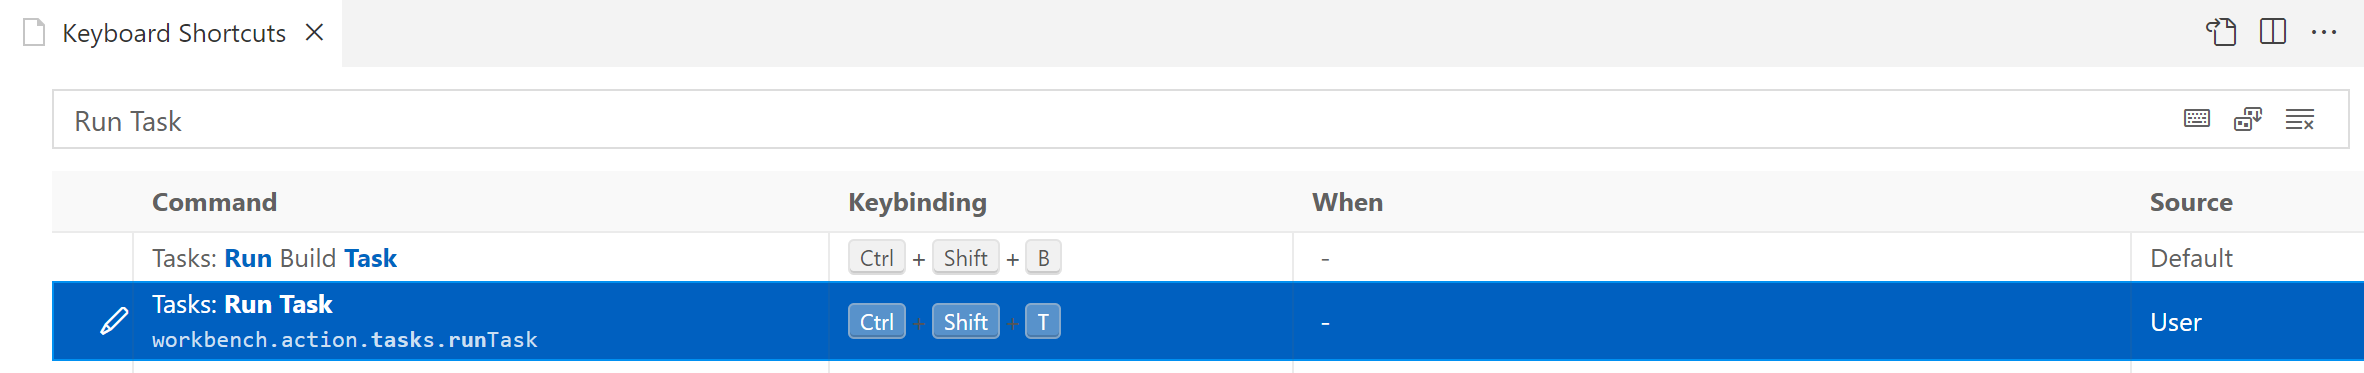 Keyboard Shortcuts
Run Task
Command Keybinding When Source
Tasks: Run Build Task Ctrl + Shift + B - Default
Tasks: Run Task
workbench.action.tasks.runTask Ctrl + Shift + T - User